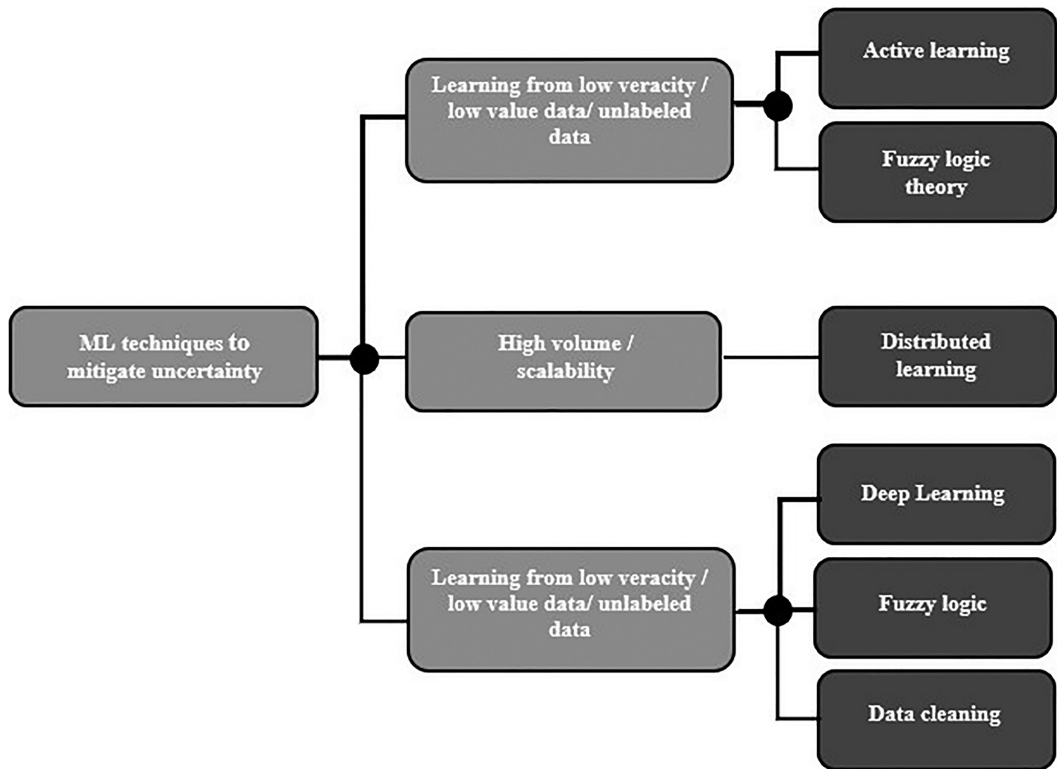 Learning from low veracity /
low value data/ unlabeled
data
Active learning
Fuzzy logic
theory
ML techniques to
mitigate uncertainty
High volume /
scalability
Distributed
learning
Learning from low veracity /
low value data/ unlabeled
data
Deep Learning
Fuzzy logic
Data cleaning